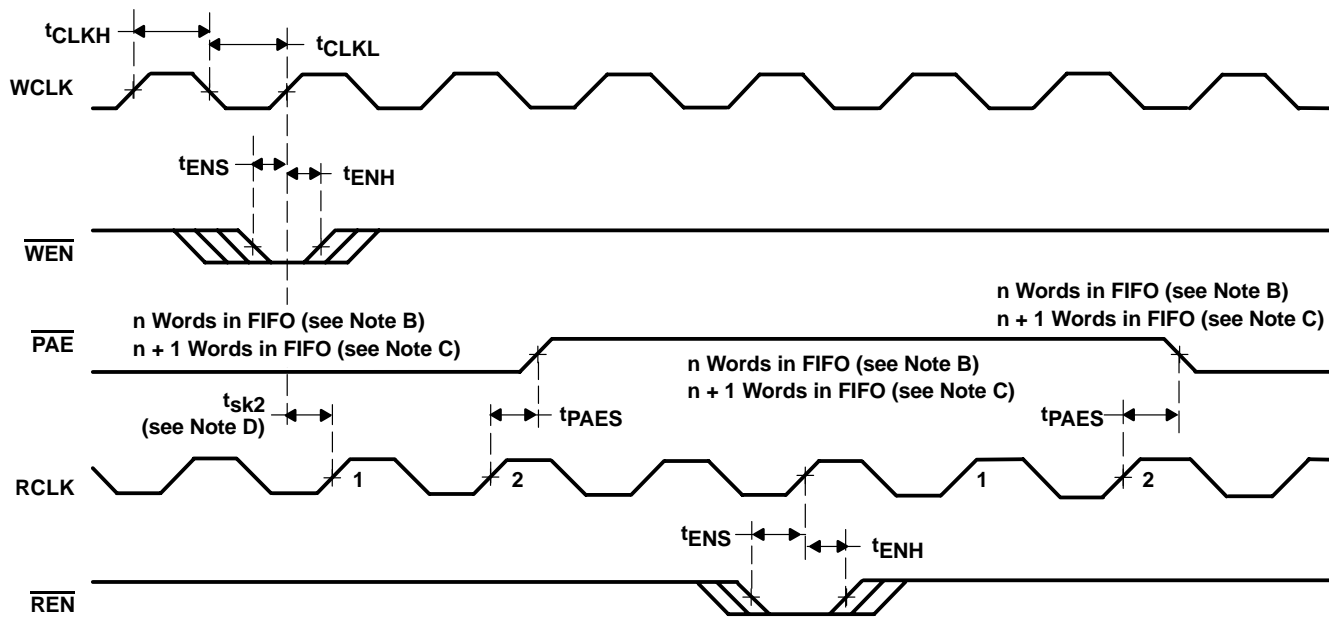 tCLKH
tCLKL
WCLK
tENS
tENH
WEN
n Words in FIFO (see Note B)
n + 1 Words in FIFO (see Note C)
n Words in FIFO (see Note B)
n + 1 Words in FIFO (see Note C)
PAE
n Words in FIFO (see Note B)
n + 1 Words in FIFO (see Note C)
tsk2
(see Note D)
tPAES
tPAES
RCLK
1
2
1
2
tENS
tENH
REN